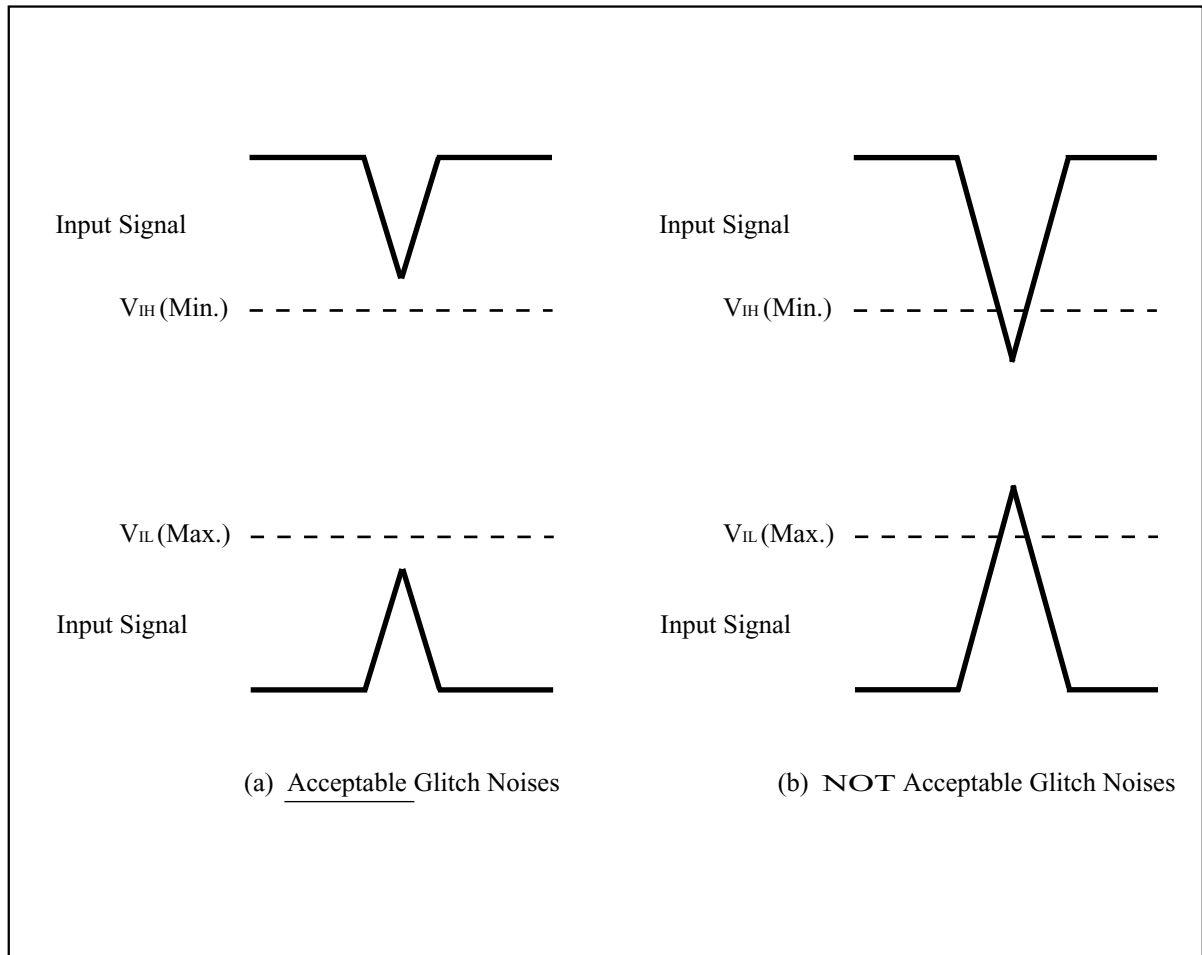 Input Signal
VIH (Min.)
VIL (Max.)
Input Signal
(a) Acceptable Glitch Noises
Input Signal
VIH (Min.)
VIL (Max.)
Input Signal
(b) NOT Acceptable Glitch Noises